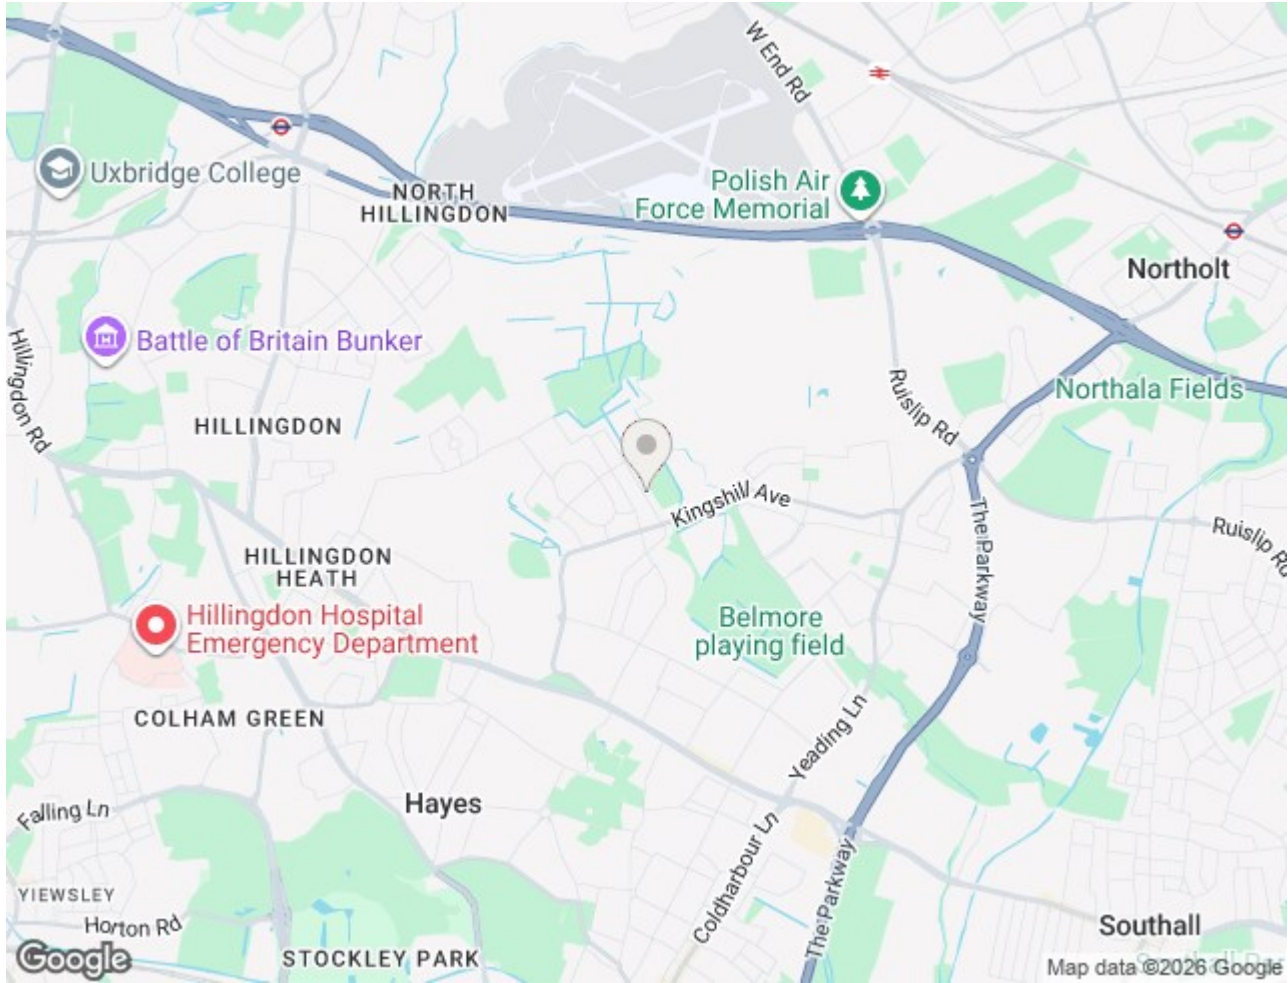 W End Rd
Uxbridge College
NORTH
HILLINGDON
Polish Air
Force Memorial
Northolt
Hillingdon Rd
Battle of Britain Bunker
Ruislip Rd
Northala Fields
HILLINGDON
Kingshill Ave
The Parkway
Ruislip Rd
HILLINGDON
HEATH
Hillingdon Hospital
Emergency Department
Belmore
playing field
COLHAM GREEN
Yeading Ln
Falling Ln
Hayes
Coldharbour Ln
The Parkway
YIEWSLEY
Horton Rd
Southall
STOCKLEY PARK
Google
Map data ©2026 Google